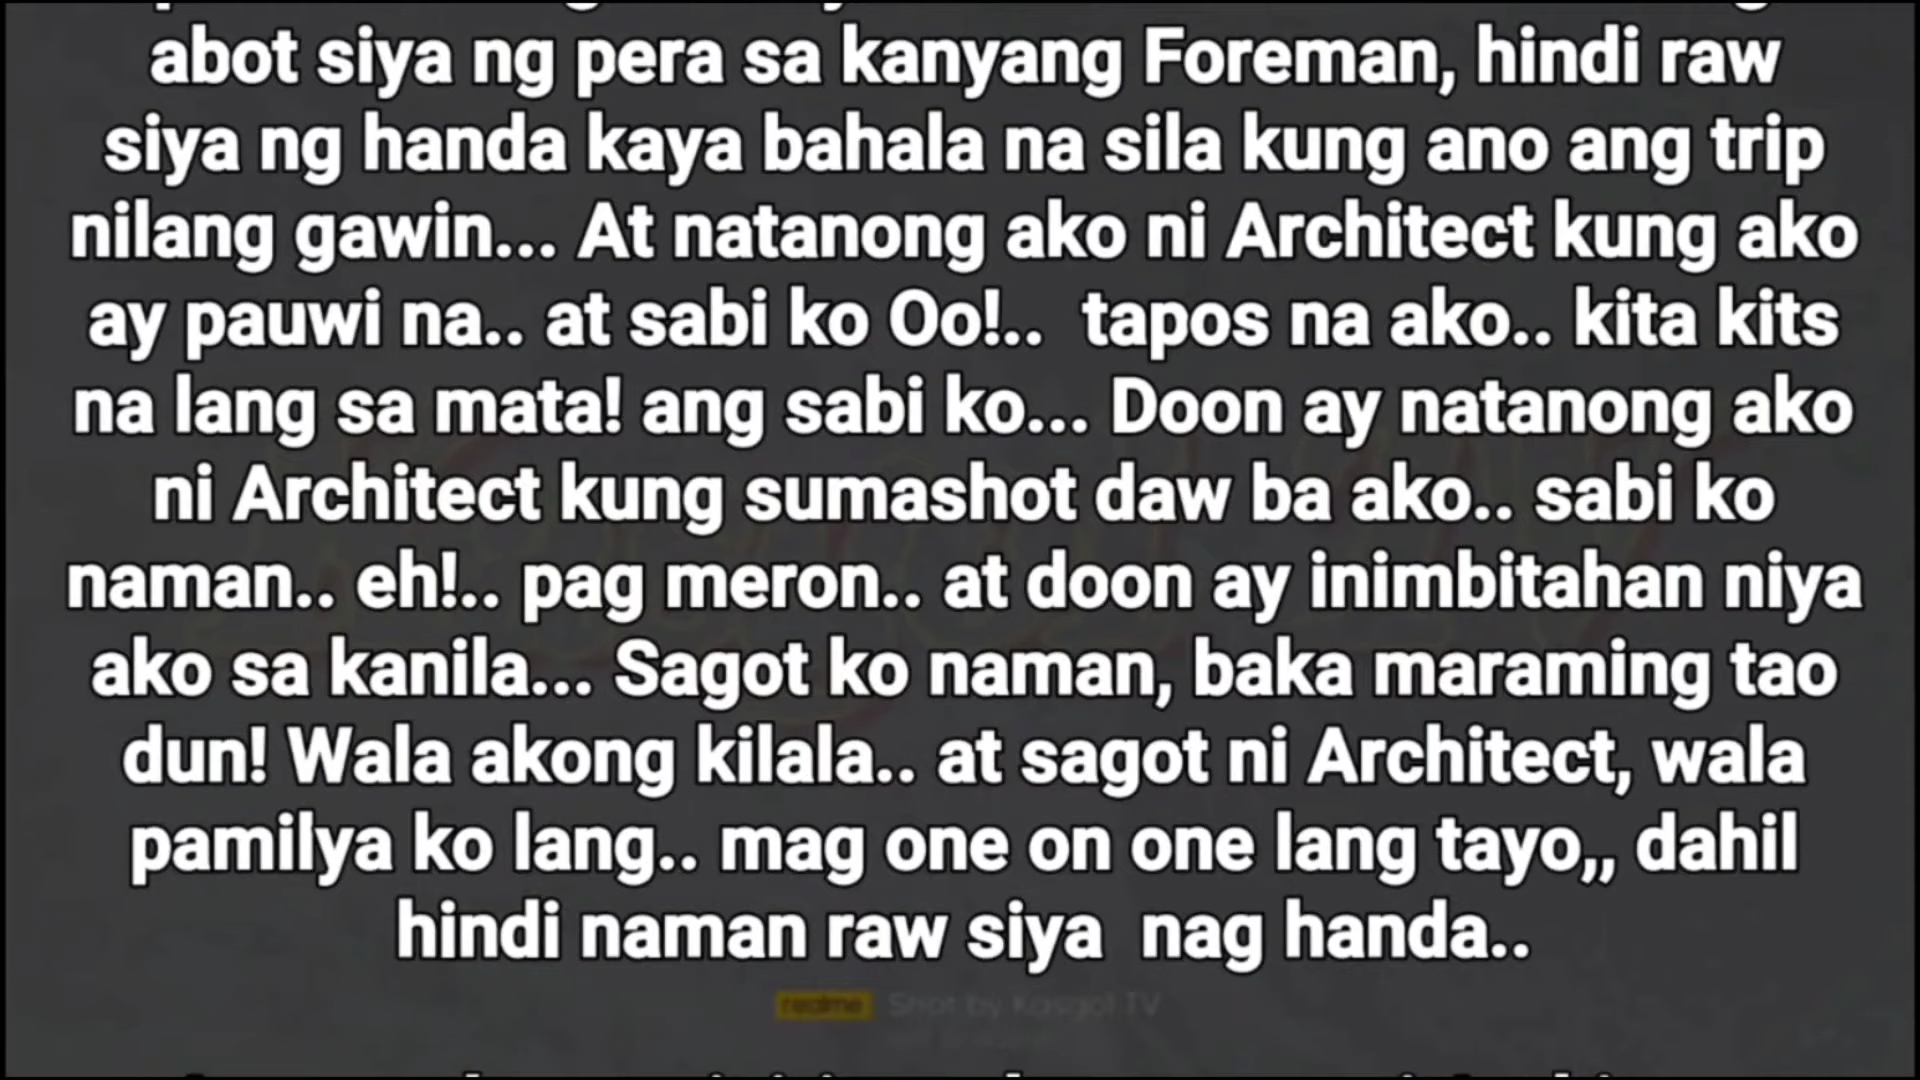 abot siya ng pera sa kanyang Foreman, hindi raw
siya ng handa kaya bahala na sila kung ano ang trip
nilang gawin... At natanong ako ni Architect kung ako
ay pauwi na.. at sabi ko Oo!..  tapos na ako.. kita kits
na lang sa mata! ang sabi ko... Doon ay natanong ako
ni Architect kung sumashot daw ba ako.. sabi ko
naman.. eh!.. pag meron.. at doon ay inimbitahan niya
ako sa kanila... Sagot ko naman, baka maraming tao
dun! Wala akong kilala.. at sagot ni Architect, wala
pamilya ko lang.. mag one on one lang tayo,, dahil
hindi naman raw siya  nag handa..
realme Shot by Kasgol TV